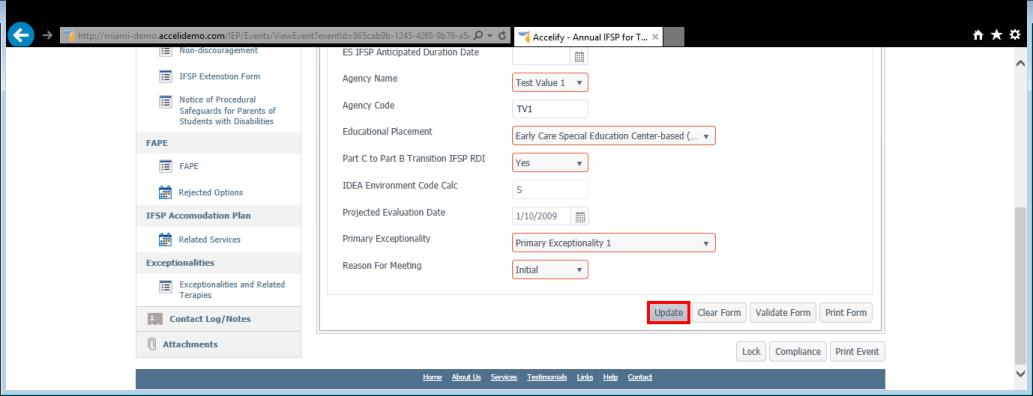 http://miami-demo.accelidemo.com/IEP/Events/ViewEvent?eventId=865cab9b-1245-42f0-9b76-a5
Accelify - Annual IFSP for T...
Non-discouragement
IFSP Extenstion Form
Notice of Procedural
Safeguards for Parents of
Students with Disabilities
FAPE
FAPE
Rejected Options
IFSP Accomodation Plan
Related Services
Exceptionalities
Exceptionalities and Related
Terapies
Contact Log/Notes
Attachments
ES IFSP Anticipated Duration Date
Agency Name Test Value 1
Agency Code TV1
Educational Placement Early Care Special Education Center-based (...
Part C to Part B Transition IFSP RDI Yes
IDEA Environment Code Calc S
Projected Evaluation Date 1/10/2009
Primary Exceptionality Primary Exceptionality 1
Reason For Meeting Initial
Update Clear Form Validate Form Print Form
Lock Compliance Print Event
Home About Us Services Testimonials Links Help Contact